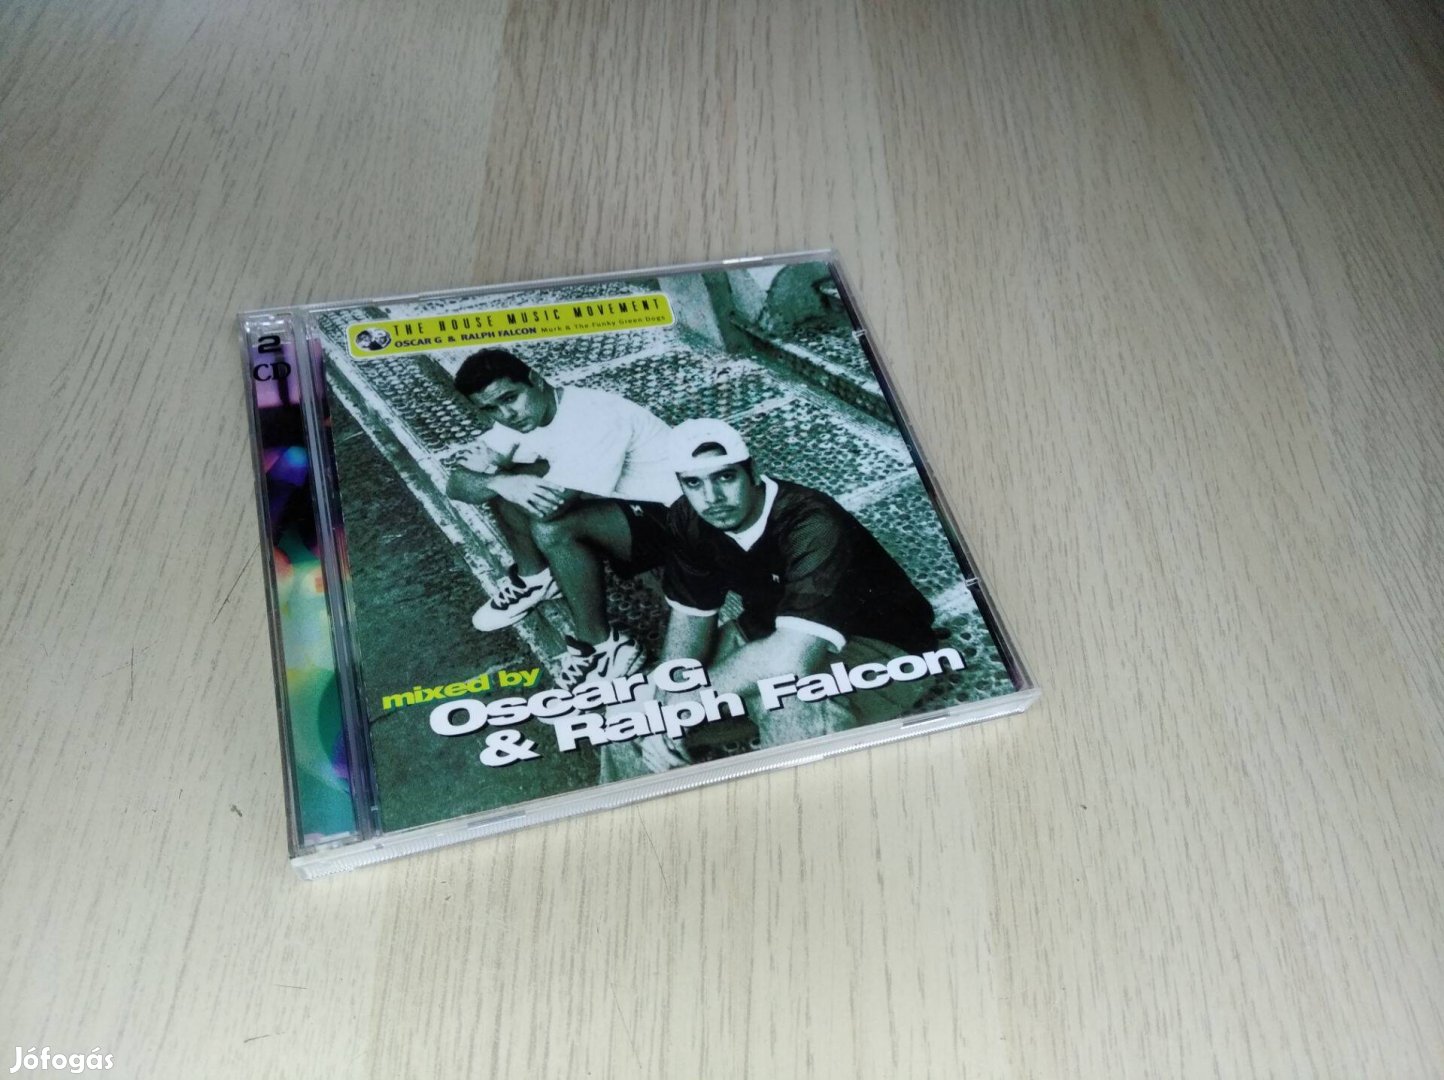 2
CD
THE HOUSE MUSIC MOVEMENT
OSCAR G & RALPH FALCON Murk & The Funky Green Dogs
mixed by
Oscar G
& Ralph Falcon
Jófogás